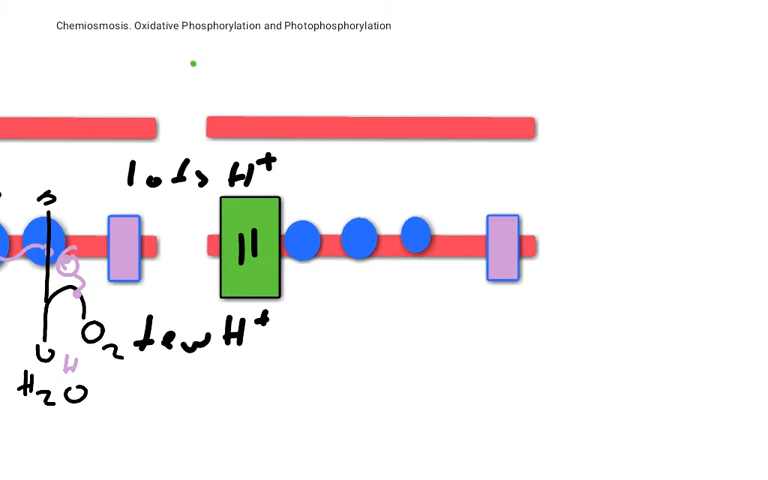 Chemiosmosis. Oxidative Phosphorylation and Photophosphorylation
lots H+
II
O2
few H+
H
H2O